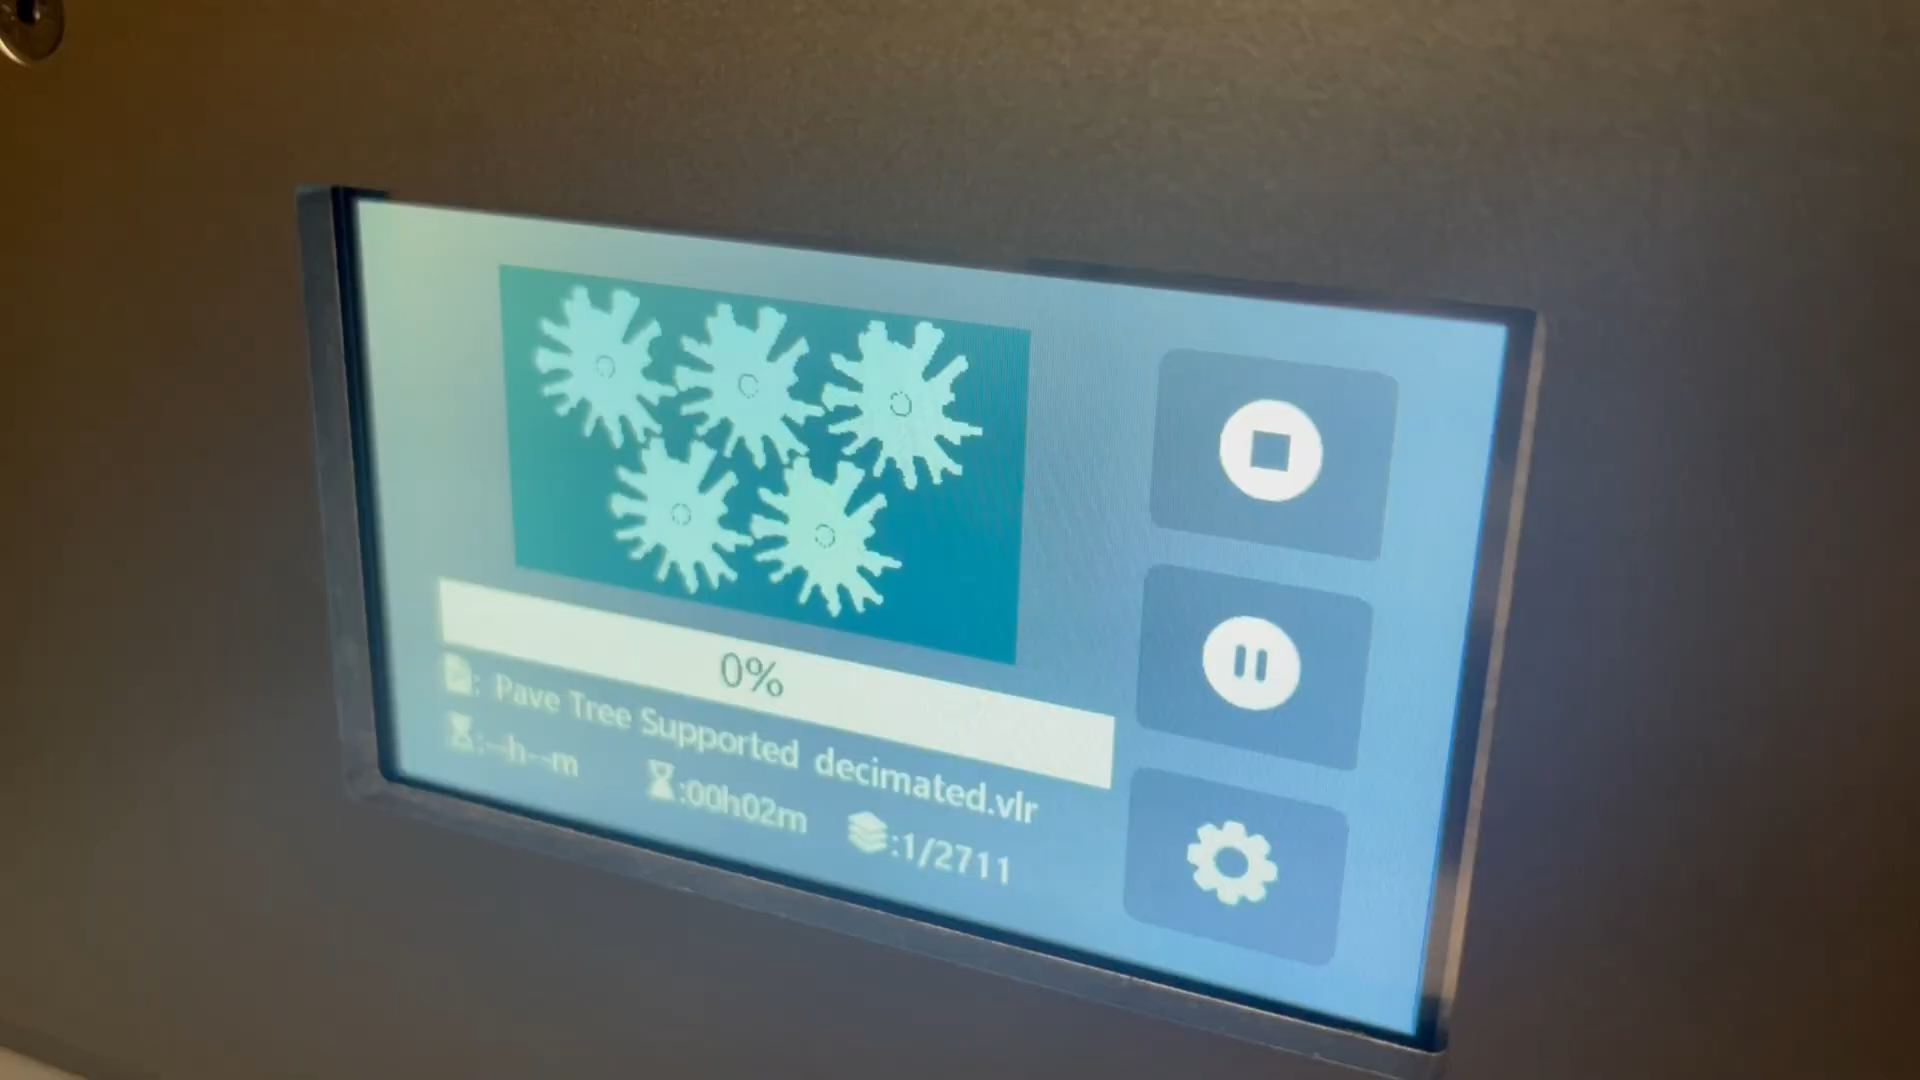 0%
: Pave Tree Supported decimated.vlr
:--h--m :00h02m :1/2711